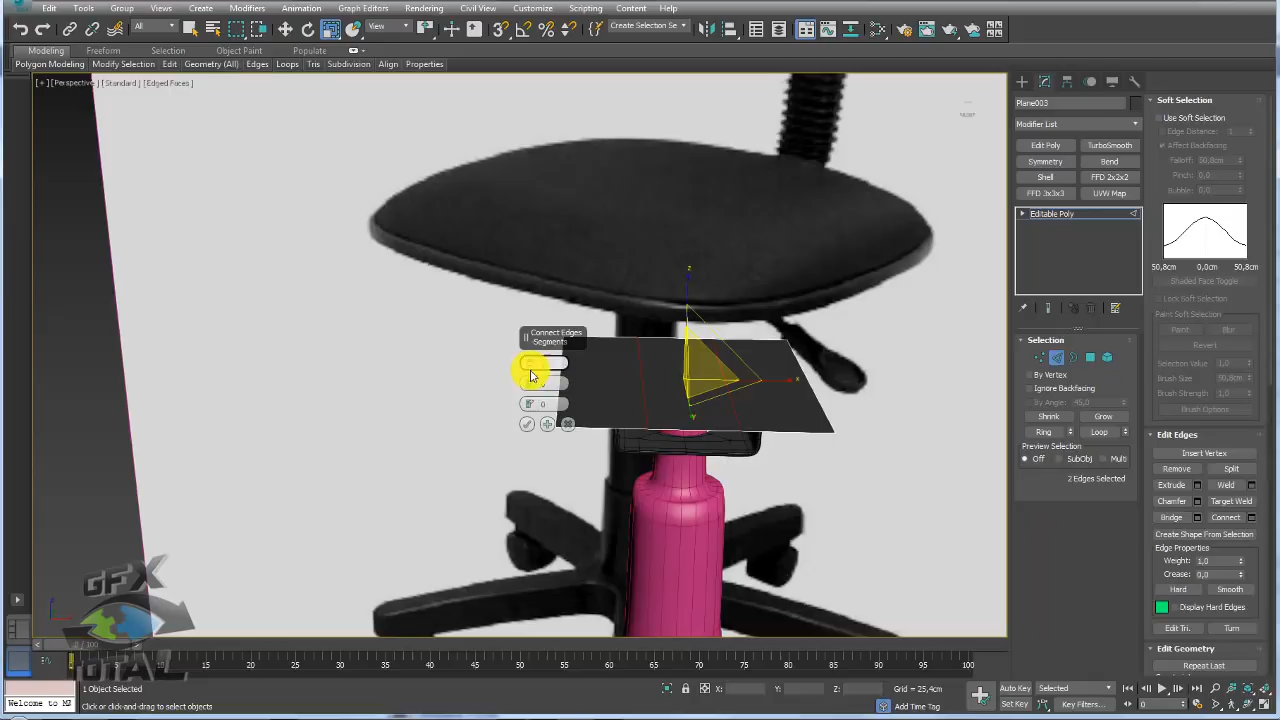 Edit Tools Group Views Create Modifiers Animation Graph Editors Rendering Civil View Customize Scripting Content Help
All View Create Selection Se
Modeling Freeform Selection Object Paint Populate
Polygon Modeling Modify Selection Edit Geometry (All) Edges Loops Tris Subdivision Align Properties
[+] [Perspective] [Standard] [Edged Faces]
FRONT
z
x
y
Connect Edges
-Segments
0
GFX
TOTAL
Plane003
Modifier List
Edit Poly TurboSmooth
Symmetry Bend
Shell FFD 2x2x2
FFD 3x3x3 UVW Map
Editable Poly
Selection
By Vertex
Ignore Backfacing
By Angle: 45,0
Shrink Grow
Ring Loop
Preview Selection
Off SubObj Multi
2 Edges Selected
Soft Selection
Use Soft Selection
Edge Distance: 1
Affect Backfacing
Falloff: 50,8cm
Pinch: 0,0
Bubble: 0,0
50,8cm 0,0cm 50,8cm
Shaded Face Toggle
Lock Soft Selection
Paint Soft Selection
Paint Blur
Revert
Selection Value 1,0
Brush Size 50,8cm
Brush Strength 1,0
Brush Options
Edit Edges
Insert Vertex
Remove Split
Extrude Weld
Chamfer Target Weld
Bridge Connect
Create Shape From Selection
Edge Properties
Weight: 1,0
Crease: 0,0
Hard Smooth
Display Hard Edges
Edit Tri. Turn
Edit Geometry
Repeat Last
/ 100
15 20 25 30 35 40 45 50 55 60 65 70 75 80 85 90 95 100
1 Object Selected
X: Y: Z: Grid = 25,4cm
Auto Key Selected
Welcome to MA
Click or click-and-drag to select objects
Add Time Tag
Set Key Key Filters... 0